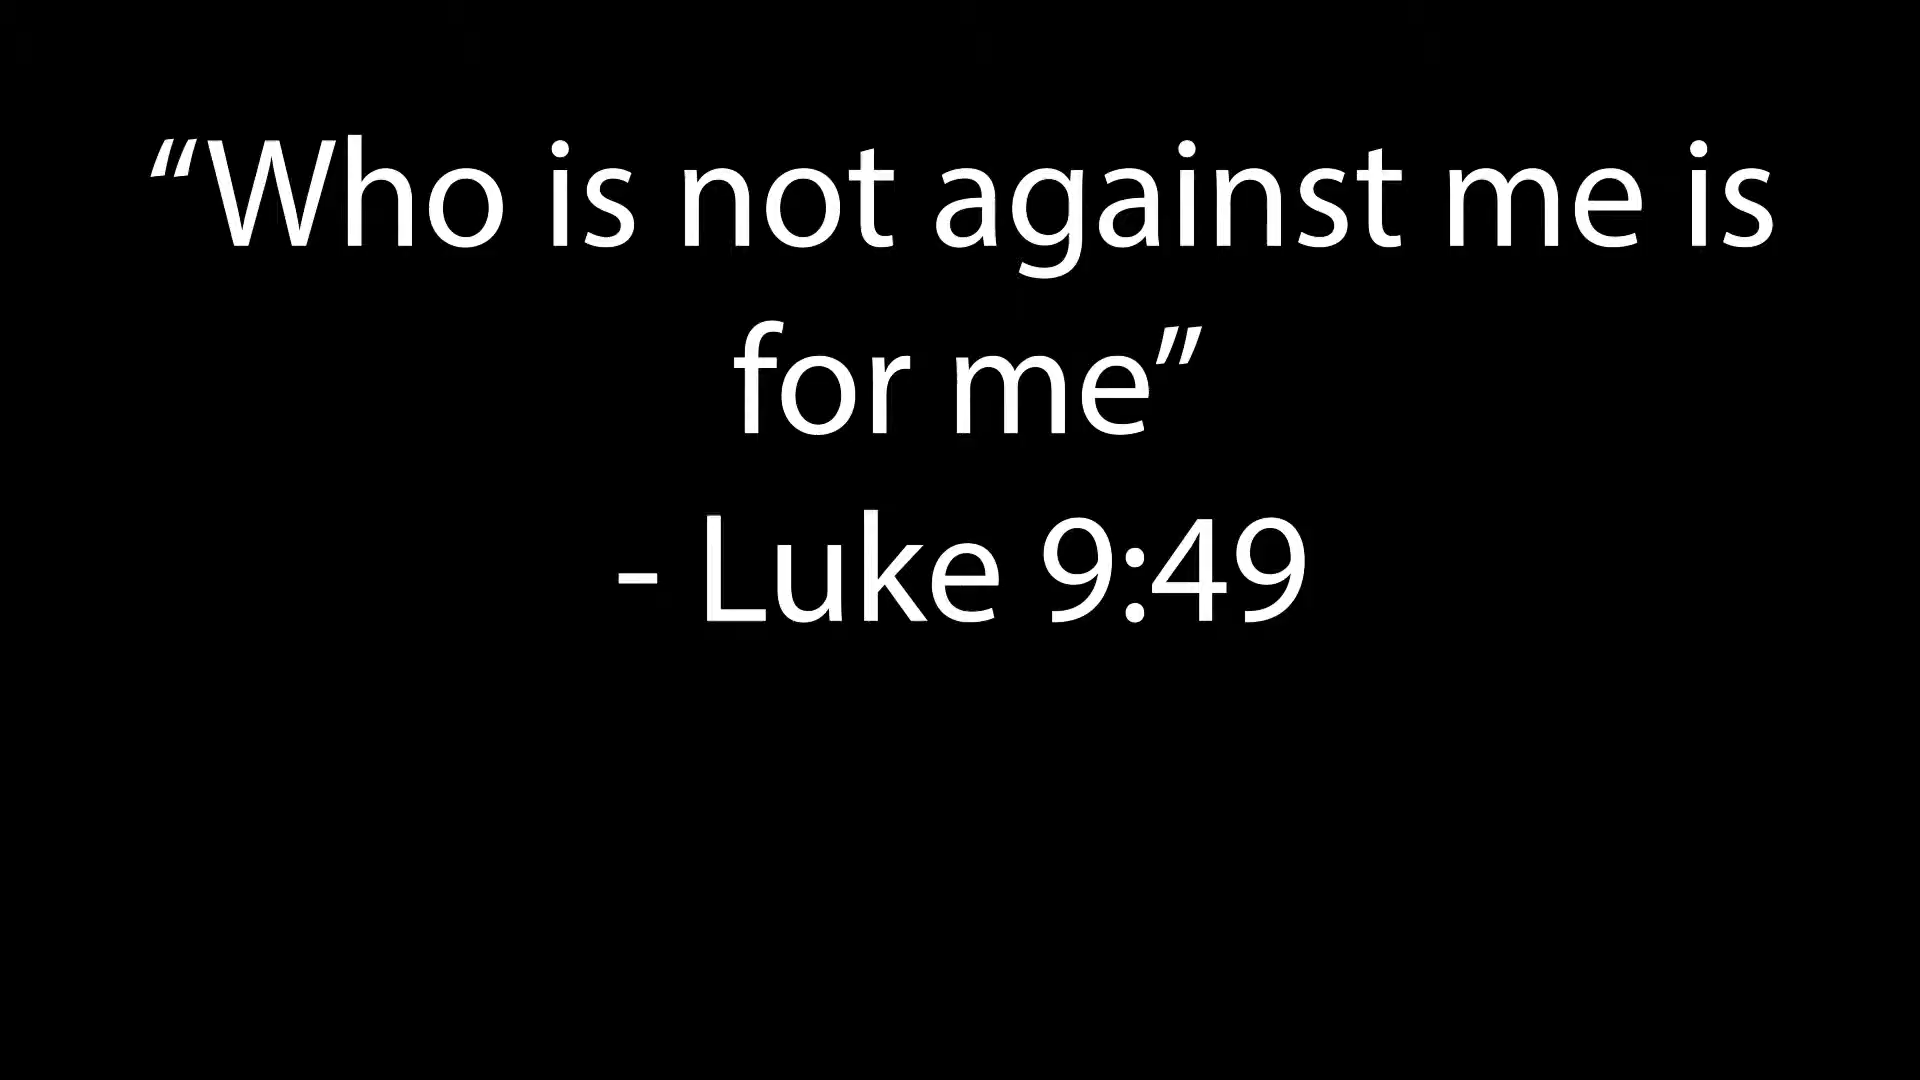 “Who is not against me is
for me”
- Luke 9:49